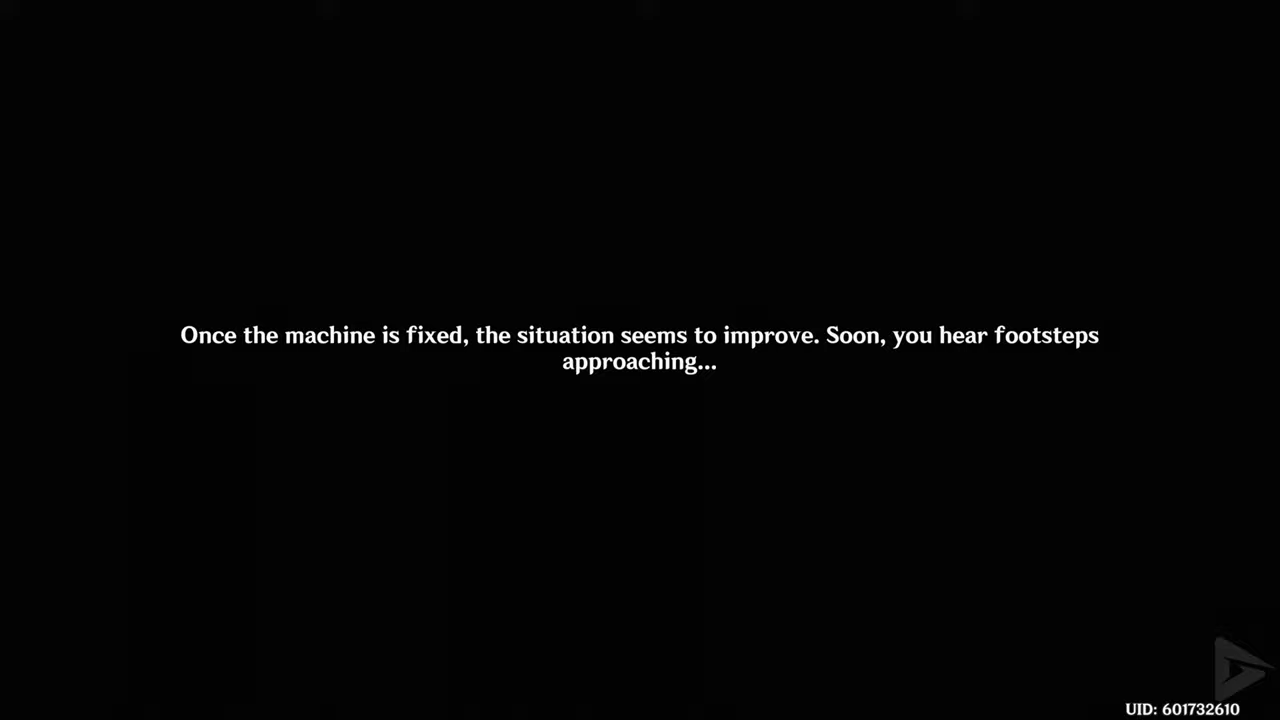 Once the machine is fixed, the situation seems to improve. Soon, you hear footsteps
approaching...
UID: 601732610